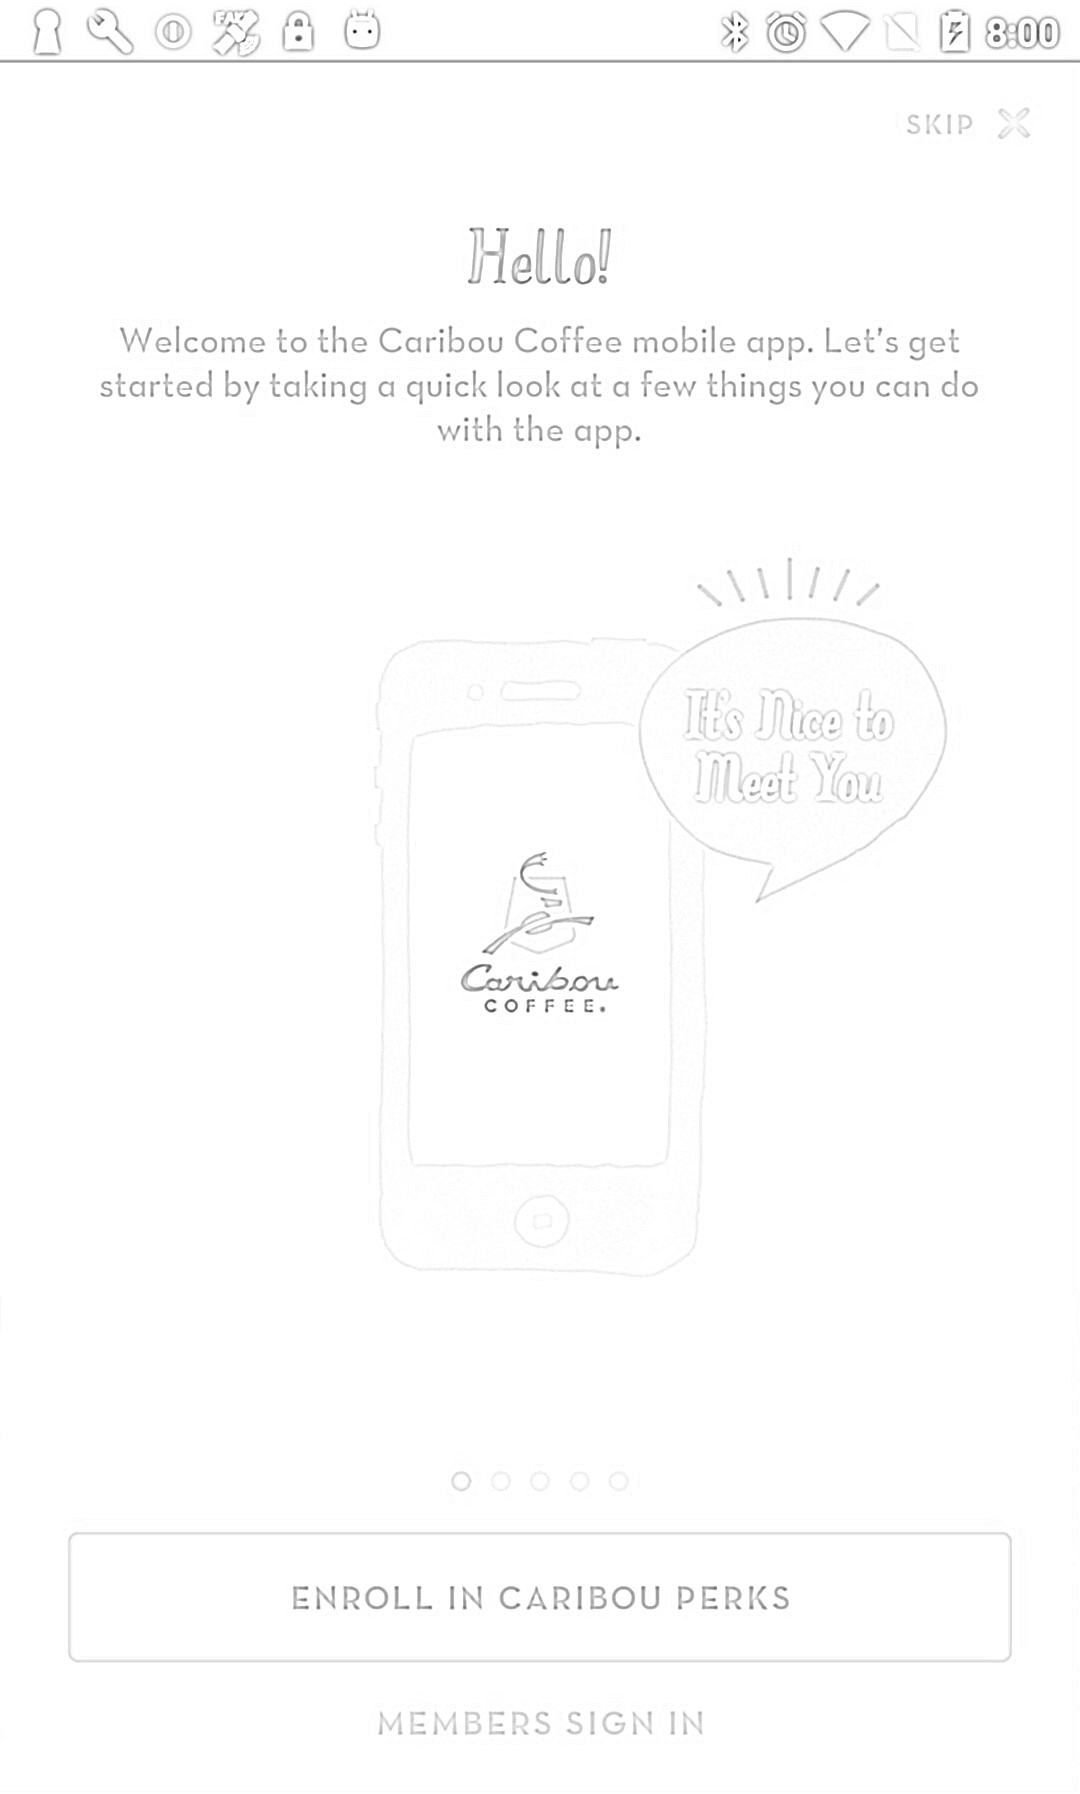 FAKE
8:00
SKIP
Hello!
Welcome to the Caribou Coffee mobile app. Let's get
started by taking a quick look at a few things you can do
with the app.
It's Nice to
Meet You
Caribou
COFFEE.
ENROLL IN CARIBOU PERKS
MEMBERS SIGN IN